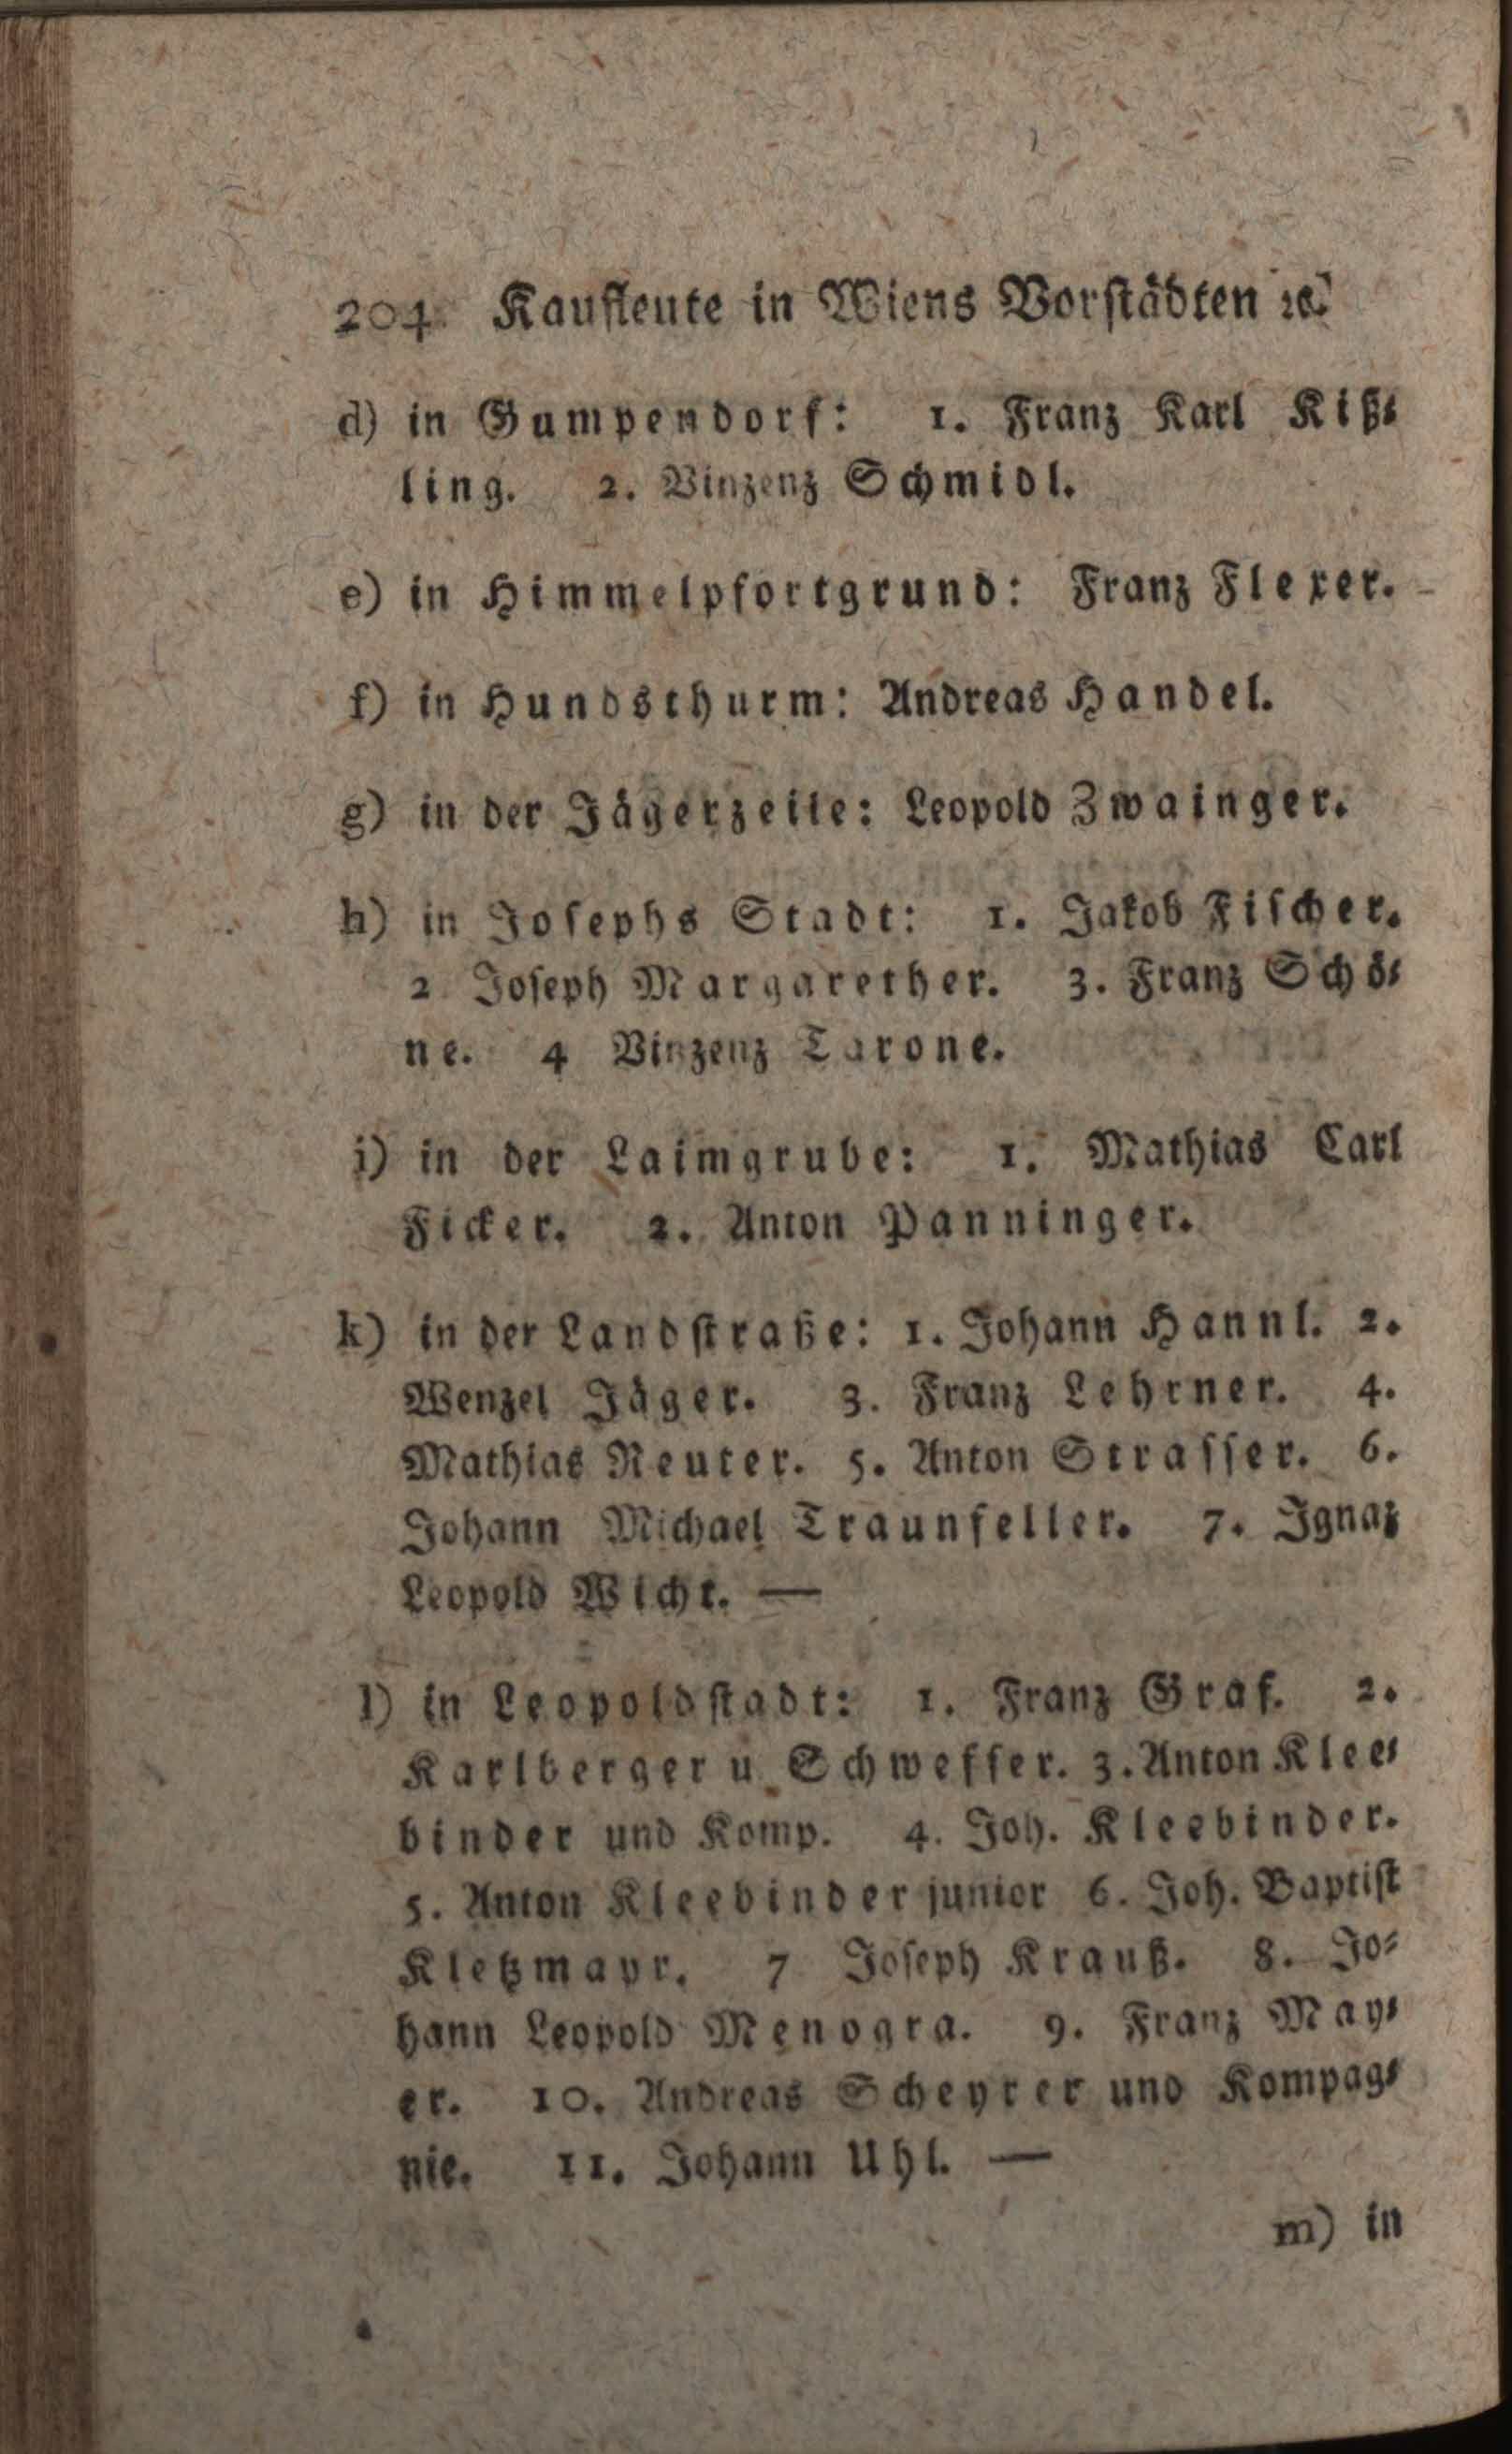 204 Kaufleute in Wiens Vorstädten ꝛc.
d) in Gumpendorf: 1. Franz Karl Kiß-
ling. 2. Vinzenz Schmidl.
e) in Himmelpfortgrund: Franz Flexer.
f) in Hundsthurm: Andreas Handel.
g) in der Jägerzeile: Leopold Zwainger.
h) in Josephs Stadt: 1. Jakob Fischer.
2 Joseph Margarether. 3. Franz Schö-
ne. 4 Vinzenz Tarone.
i) in der Laimgrube: 1. Mathias Carl
Ficker. 2. Anton Panninger.
k) in der Landstraße: 1. Johann Hannl. 2.
Wenzel Jäger. 3. Franz Lehrner. 4.
Mathias Reuter. 5. Anton Strasser. 6.
Johann Michael Traunfeller. 7. Ignaz
Leopold Wicht. —
l) in Leopoldstadt: 1. Franz Graf. 2.
Karlberger u. Schweffer. 3. Anton Klee-
binder und Komp. 4. Joh. Kleebinder.
5. Anton Kleebinder junior 6. Joh. Baptist
Kletzmayr. 7 Joseph Krauß. 8. Jo-
hann Leopold Menogra. 9. Franz May-
er. 10. Andreas Scheyrer und Kompag-
nie. 11. Johann Uhl. —
m) in